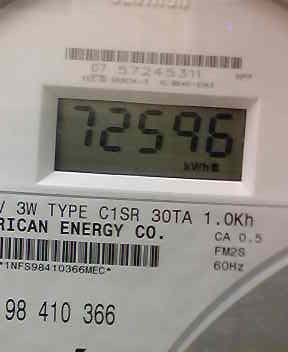 07 57245311
72596
kWh
V 3W TYPE C1SR 30TA 1.0Kh
RICAN ENERGY CO.
CA 0.5
FM2S
60Hz
*1NFS98410366MEC*
98 410 366